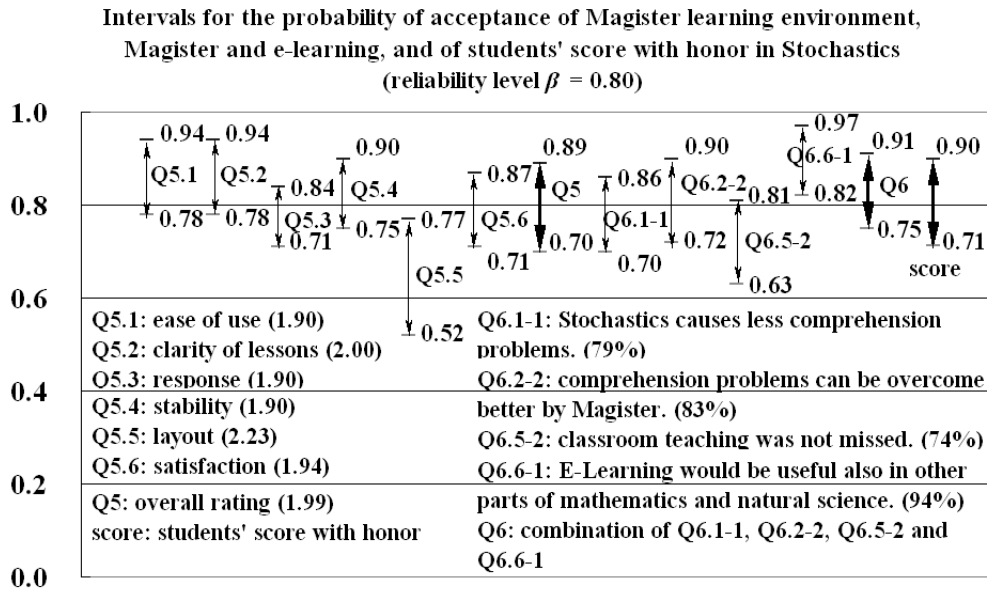 Intervals for the probability of acceptance of Magister learning environment,
Magister and e-learning, and of students' score with honor in Stochastics
(reliability level β = 0.80)
1.0
0.8
0.6
0.4
0.2
0.0
0.94
Q5.1
0.78
0.94
Q5.2
0.78
0.84
Q5.3
0.71
0.90
Q5.4
0.75
0.77
Q5.5
0.52
0.87
Q5.6
0.71
0.89
Q5
0.70
0.86
Q6.1-1
0.70
0.90
Q6.2-2
0.72
0.81
Q6.5-2
0.63
0.97
Q6.6-1
0.82
0.91
Q6
0.75
0.90
0.71
score
Q5.1: ease of use (1.90)
Q5.2: clarity of lessons (2.00)
Q5.3: response (1.90)
Q5.4: stability (1.90)
Q5.5: layout (2.23)
Q5.6: satisfaction (1.94)
Q5: overall rating (1.99)
score: students' score with honor
Q6.1-1: Stochastics causes less comprehension
problems. (79%)
Q6.2-2: comprehension problems can be overcome
better by Magister. (83%)
Q6.5-2: classroom teaching was not missed. (74%)
Q6.6-1: E-Learning would be useful also in other
parts of mathematics and natural science. (94%)
Q6: combination of Q6.1-1, Q6.2-2, Q6.5-2 and
Q6.6-1